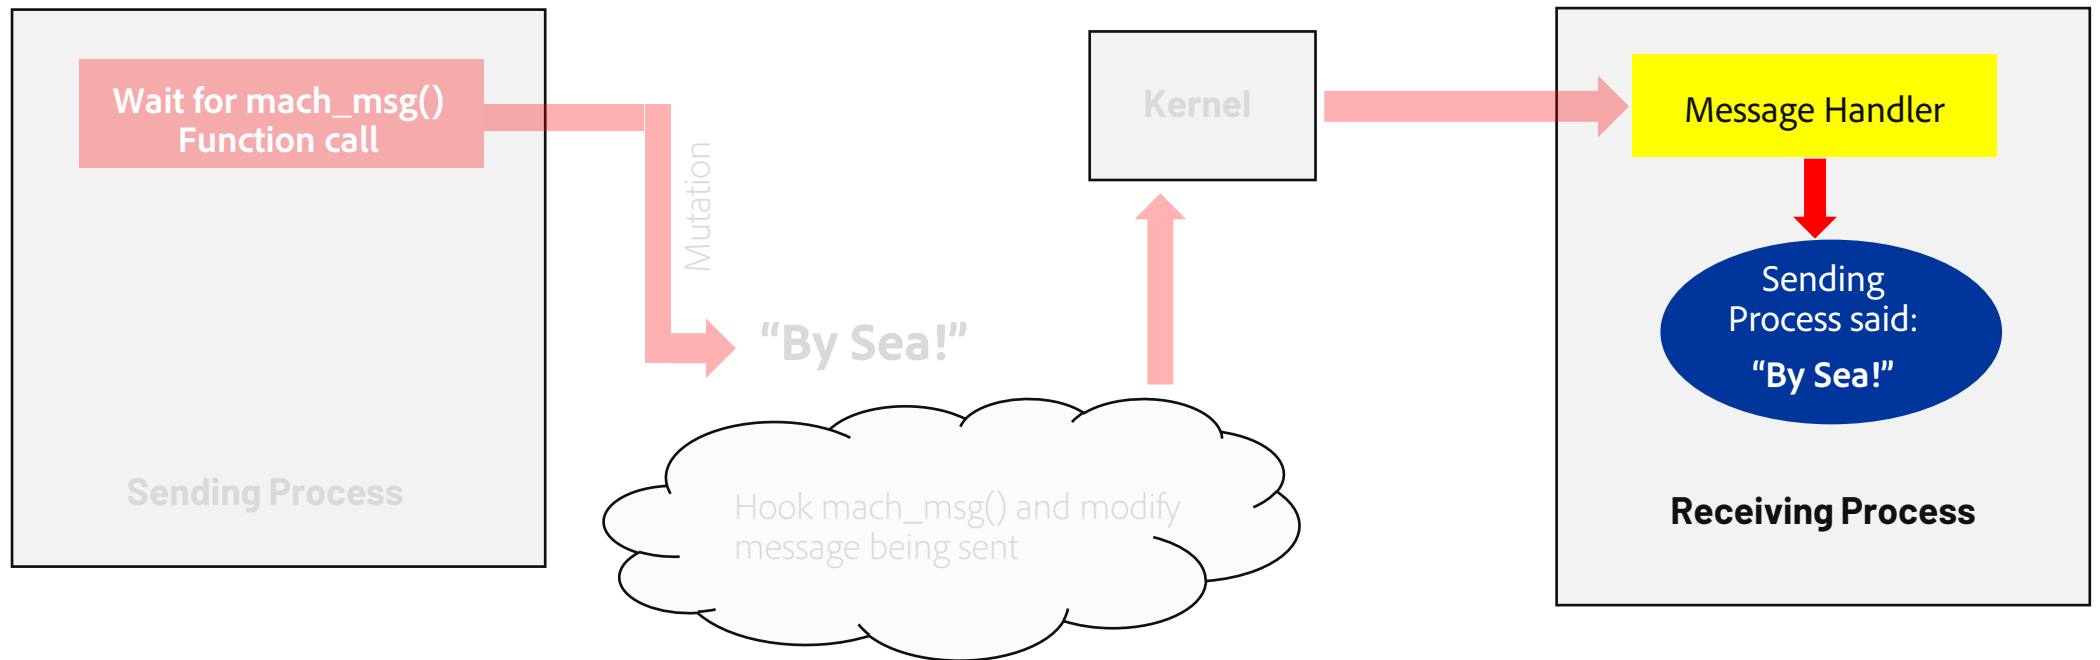 Wait for mach_msg()
Function call
Sending Process
Mutation
“By Sea!”
Hook mach_msg() and modify
message being sent
Kernel
Message Handler
Sending
Process said:
“By Sea!”
Receiving Process